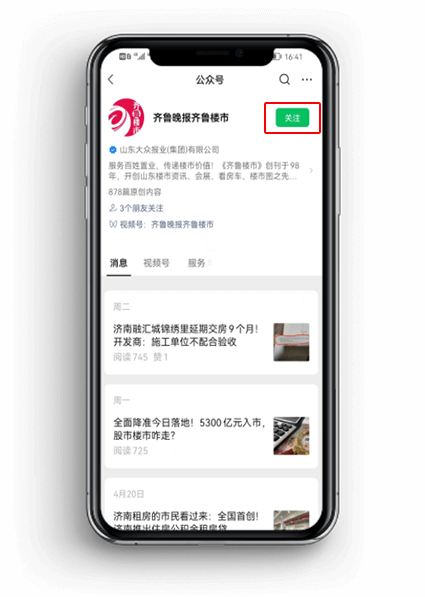 16:41
公众号
齐鲁晚报齐鲁楼市
关注
山东大众报业(集团)有限公司
服务百姓置业、传递楼市价值！《齐鲁楼市》创刊于98
年，开创山东楼市资讯、会展、看房车、楼市图之先...
878篇原创内容
3个朋友关注
视频号：齐鲁晚报齐鲁楼市
消息 视频号 服务
周二
济南融汇城锦绣里延期交房9个月！
开发商：施工单位不配合验收
阅读 745 赞 1
周一
全面降准今日落地！5300亿元入市，
股市楼市咋走？
阅读 725
4月20日
济南租房的市民看过来：全国首创！
济南推出住房公积金租房贷